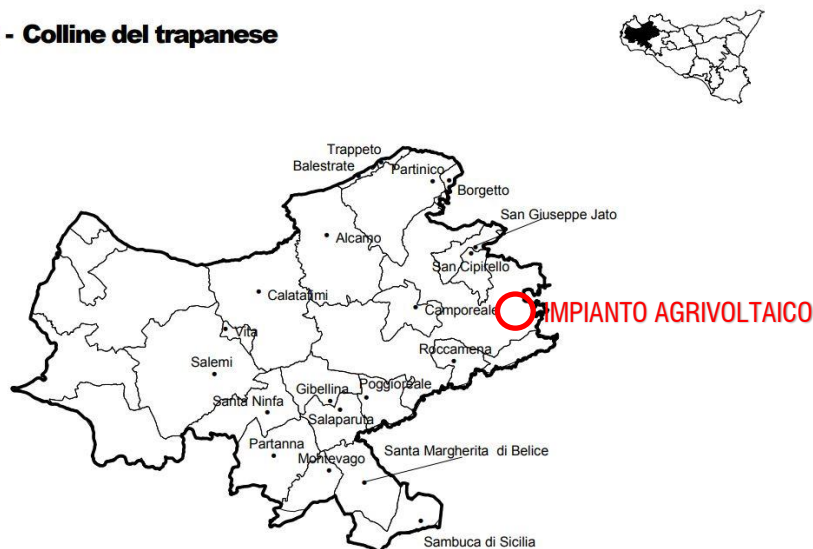 - Colline del trapanese
Trappeto
Balestrate
Partinico
Borgetto
San Giuseppe Jato
Alcamo
San Cipirello
Calatafimi
Camporeale
IMPIANTO AGRIVOLTAICO
Vita
Roccamena
Salemi
Gibellina
Poggioreale
Santa Ninfa
Salaparuta
Partanna
Santa Margherita di Belice
Montevago
Sambuca di Sicilia